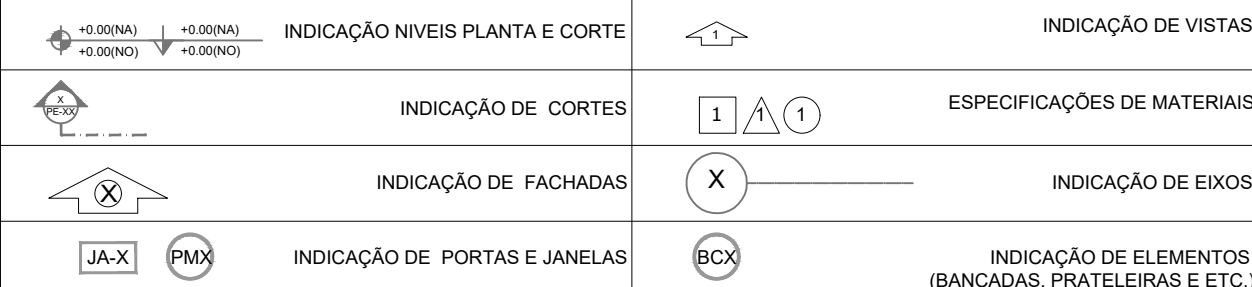 +0.00(NA) +0.00(NA) INDICAÇÃO NIVEIS PLANTA E CORTE
+0.00(NO) +0.00(NO)
1 INDICAÇÃO DE VISTAS
X
PE-XX
INDICAÇÃO DE CORTES
1 1 1 ESPECIFICAÇÕES DE MATERIAIS
X INDICAÇÃO DE FACHADAS
X INDICAÇÃO DE EIXOS
JA-X PMX INDICAÇÃO DE PORTAS E JANELAS
BCX INDICAÇÃO DE ELEMENTOS
(BANCADAS, PRATELEIRAS E ETC.)